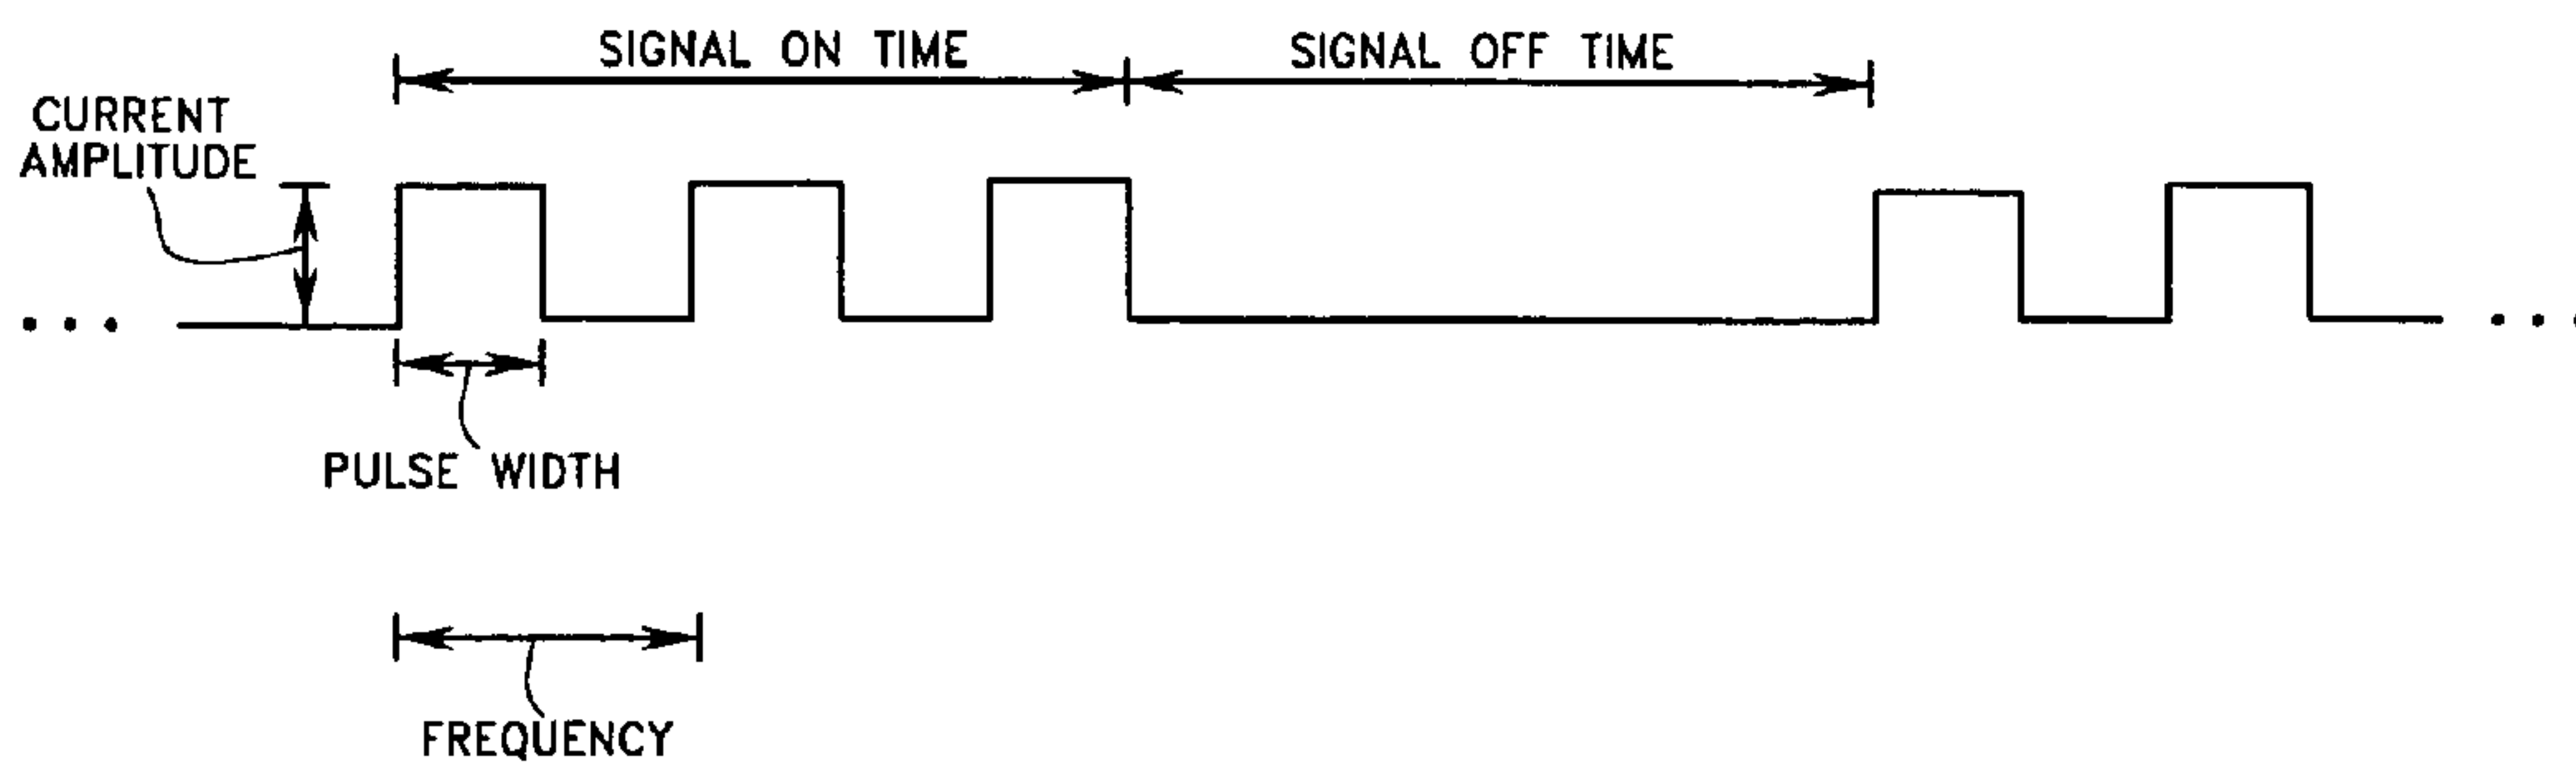 SIGNAL ON TIME
SIGNAL OFF TIME
CURRENT
AMPLITUDE
PULSE WIDTH
FREQUENCY